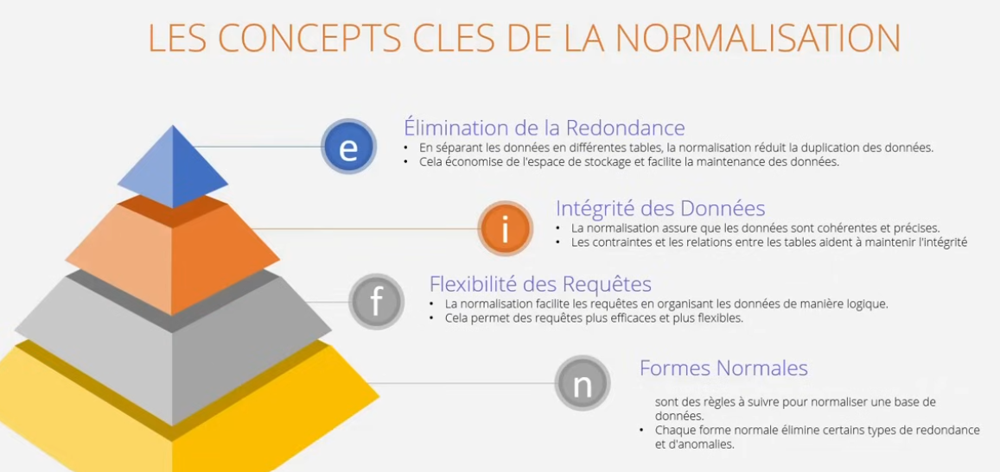 LES CONCEPTS CLES DE LA NORMALISATION
e
Élimination de la Redondance
• En séparant les données en différentes tables, la normalisation réduit la duplication des données.
• Cela économise de l'espace de stockage et facilite la maintenance des données.
i
Intégrité des Données
• La normalisation assure que les données sont cohérentes et précises.
• Les contraintes et les relations entre les tables aident à maintenir l'intégrité
f
Flexibilité des Requêtes
• La normalisation facilite les requêtes en organisant les données de manière logique.
• Cela permet des requêtes plus efficaces et plus flexibles.
n
Formes Normales
sont des règles à suivre pour normaliser une base de
données.
• Chaque forme normale élimine certains types de redondance
et d'anomalies.